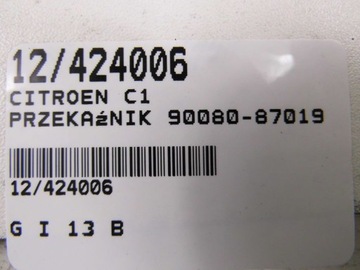 12/424006
CITROEN C1
PRZEKAźNIK 90080-87019
12/424006
G I 13 B